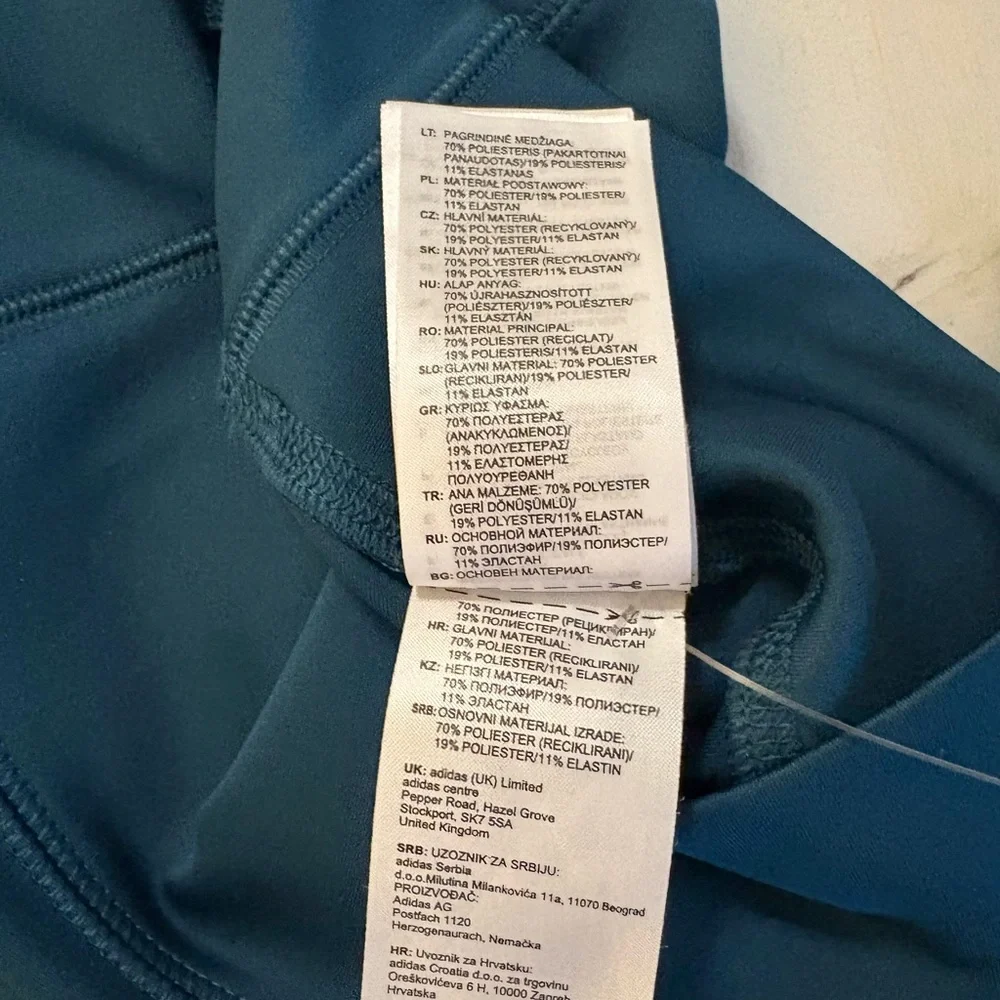 LT: PAGRINDINĖ MEDŽIAGA:
70% POLIESTERIS (PAKARTOTINAI
PANAUDOTAS)/19% POLIESTERIS/
11% ELASTANAS
PL: MATERIAŁ PODSTAWOWY:
70% POLIESTER/19% POLIESTER/
11% ELASTAN
CZ: HLAVNÍ MATERIÁL:
70% POLYESTER (RECYKLOVANÝ)/
19% POLYESTER/11% ELASTAN
SK: HLAVNÝ MATERIÁL:
70% POLYESTER (RECYKLOVANÝ)/
19% POLYESTER/11% ELASTAN
HU: ALAP ANYAG:
70% ÚJRAHASZNOSÍTOTT
(POLIÉSZTER)/19% POLIÉSZTER/
11% ELASZTÁN
RO: MATERIAL PRINCIPAL:
70% POLIESTER (RECICLAT)/
19% POLIESTERIS/11% ELASTAN
SLO: GLAVNI MATERIAL: 70% POLIESTER
(RECIKLIRAN)/19% POLIESTER/
11% ELASTAN
GR: ΚΥΡΙΩΣ ΥΦΑΣΜΑ:
70% ΠΟΛΥΕΣΤΕΡΑΣ
(ΑΝΑΚΥΚΛΩΜΕΝΟΣ)/
19% ΠΟΛΥΕΣΤΕΡΑΣ/
11% ΕΛΑΣΤΟΜΕΡΗΣ
ΠΟΛΥΟΥΡΕΘΑΝΗ
TR: ANA MALZEME: 70% POLYESTER
(GERİ DÖNÜŞÜMLÜ)/
19% POLYESTER/11% ELASTAN
RU: ОСНОВНОЙ МАТЕРИАЛ:
70% ПОЛИЭФИР/19% ПОЛИЭСТЕР/
11% ЭЛАСТАН
BG: ОСНОВЕН МАТЕРИАЛ:
70% ПОЛИЕСТЕР (РЕЦИКЛИРАН)/
19% ПОЛИЕСТЕР/11% ЕЛАСТАН
HR: GLAVNI MATERIJAL:
70% POLIESTER (RECIKLIRANI)/
19% POLIESTER/11% ELASTAN
KZ: НЕГІЗГІ МАТЕРИАЛ:
70% ПОЛИЭФИР/19% ПОЛИЭСТЕР/
11% ЭЛАСТАН
SRB: OSNOVNI MATERIJAL IZRADE:
70% POLIESTER (RECIKLIRANI)/
19% POLIESTER/11% ELASTIN
UK: adidas (UK) Limited
adidas centre
Pepper Road, Hazel Grove
Stockport, SK7 5SA
United Kingdom
SRB: UZOZNIK ZA SRBIJU:
adidas Serbia
d.o.o.Milutina Milankovića 11a, 11070 Beograd
PROIZVOĐAČ:
Adidas AG
Postfach 1120
Herzogenaurach, Nemačka
HR: Uvoznik za Hrvatsku:
adidas Croatia d.o.o. za trgovinu
Oreškovićeva 6 H, 10000 Zagreb
Hrvatska